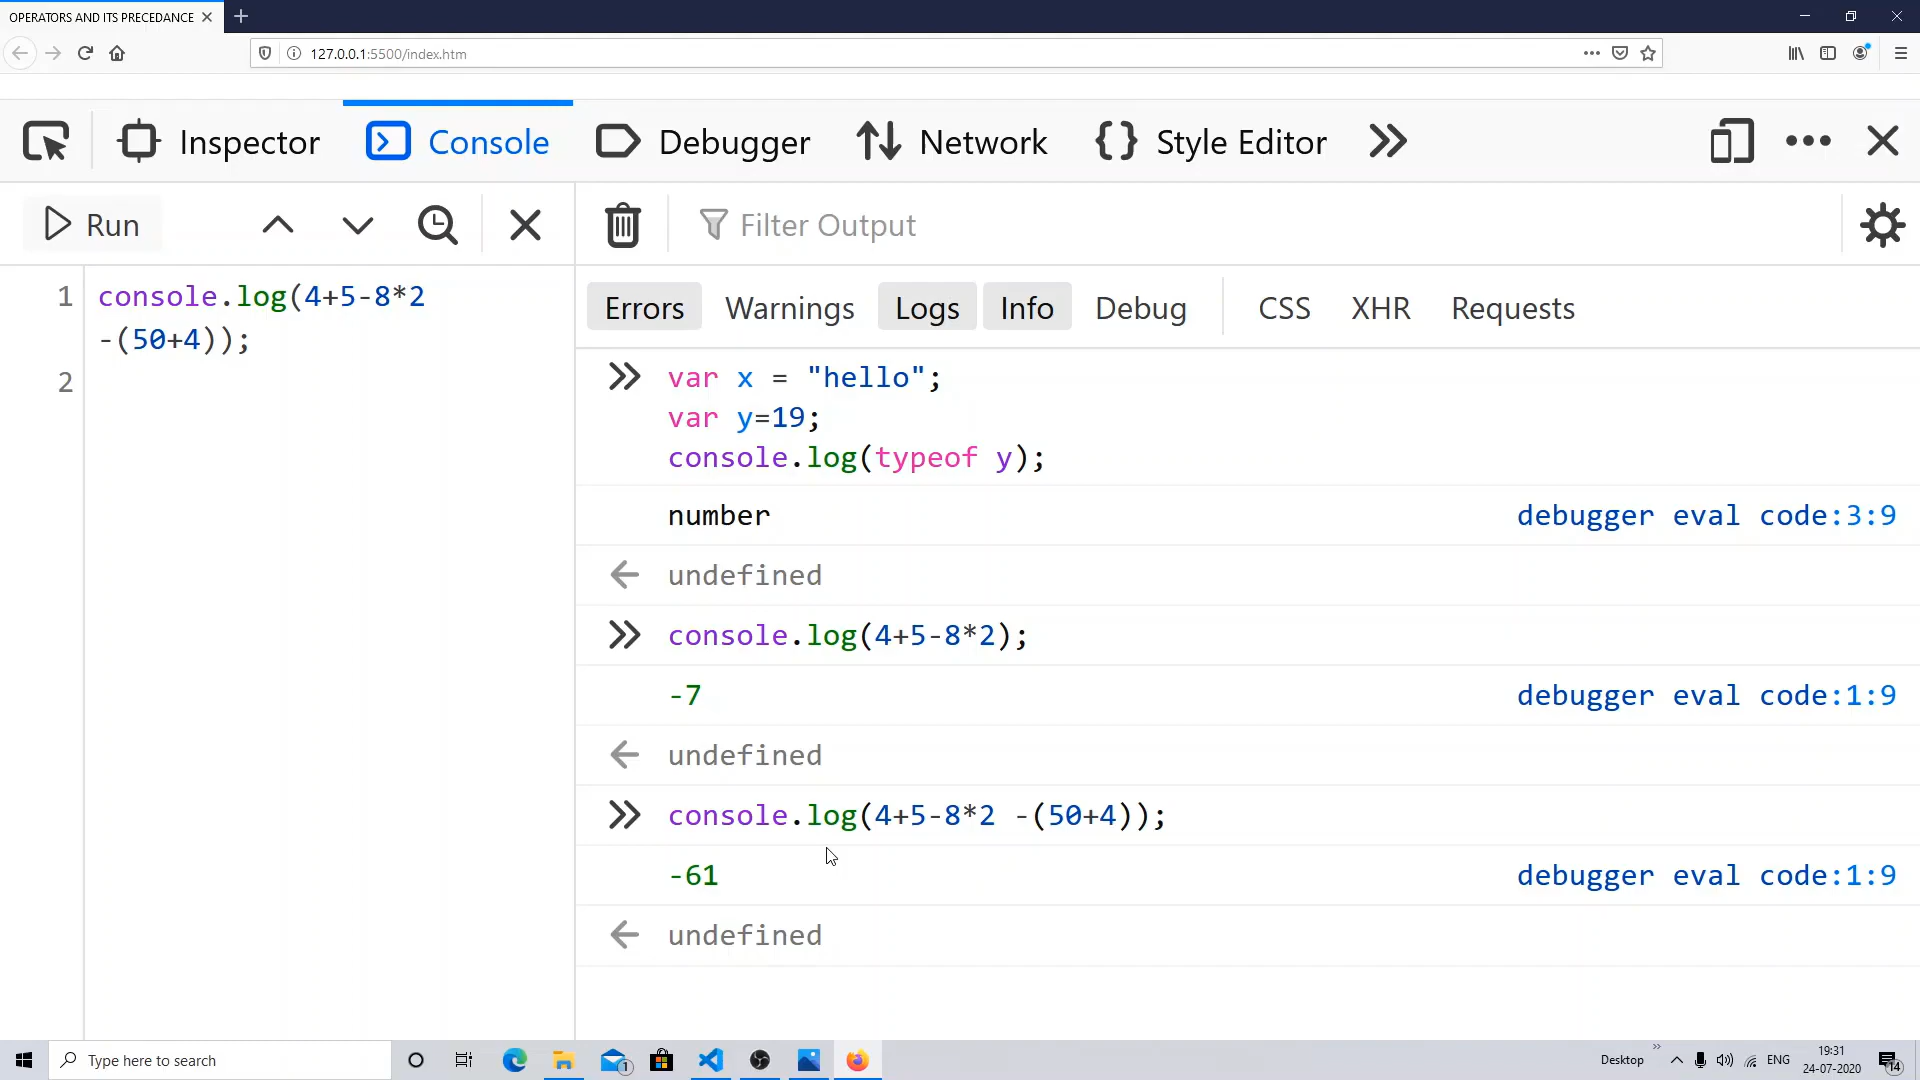 OPERATORS AND ITS PRECEDANCE
127.0.0.1:5500/index.htm
Inspector Console Debugger Network Style Editor
Run
Filter Output
Errors Warnings Logs Info Debug CSS XHR Requests
1 console.log(4+5-8*2
-(50+4));
2
var x = "hello";
var y=19;
console.log(typeof y);
number debugger eval code:3:9
undefined
console.log(4+5-8*2);
-7 debugger eval code:1:9
undefined
console.log(4+5-8*2 -(50+4));
-61 debugger eval code:1:9
undefined
Type here to search
1
Desktop
ENG
19:31
24-07-2020
14